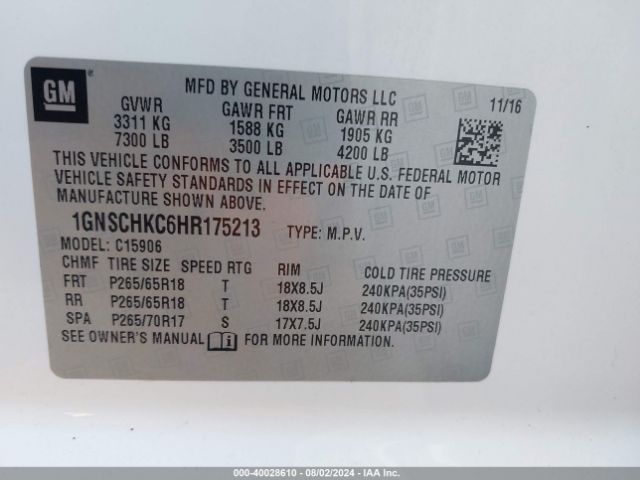 GM
MFD BY GENERAL MOTORS LLC
11/16
GVWR GAWR FRT GAWR RR
3311 KG 1588 KG 1905 KG
7300 LB 3500 LB 4200 LB
THIS VEHICLE CONFORMS TO ALL APPLICABLE U.S. FEDERAL MOTOR
VEHICLE SAFETY STANDARDS IN EFFECT ON THE DATE OF
MANUFACTURE SHOWN ABOVE.
1GNSCHKC6HR175213 TYPE: M.P.V.
MODEL: C15906
CHMF TIRE SIZE SPEED RTG RIM COLD TIRE PRESSURE
FRT P265/65R18 T 18X8.5J 240KPA(35PSI)
RR P265/65R18 T 18X8.5J 240KPA(35PSI)
SPA P265/70R17 S 17X7.5J 240KPA(35PSI)
SEE OWNER'S MANUAL FOR MORE INFORMATION.
Stock #: 000-40028610 - 08/02/2024 - IAA Inc.